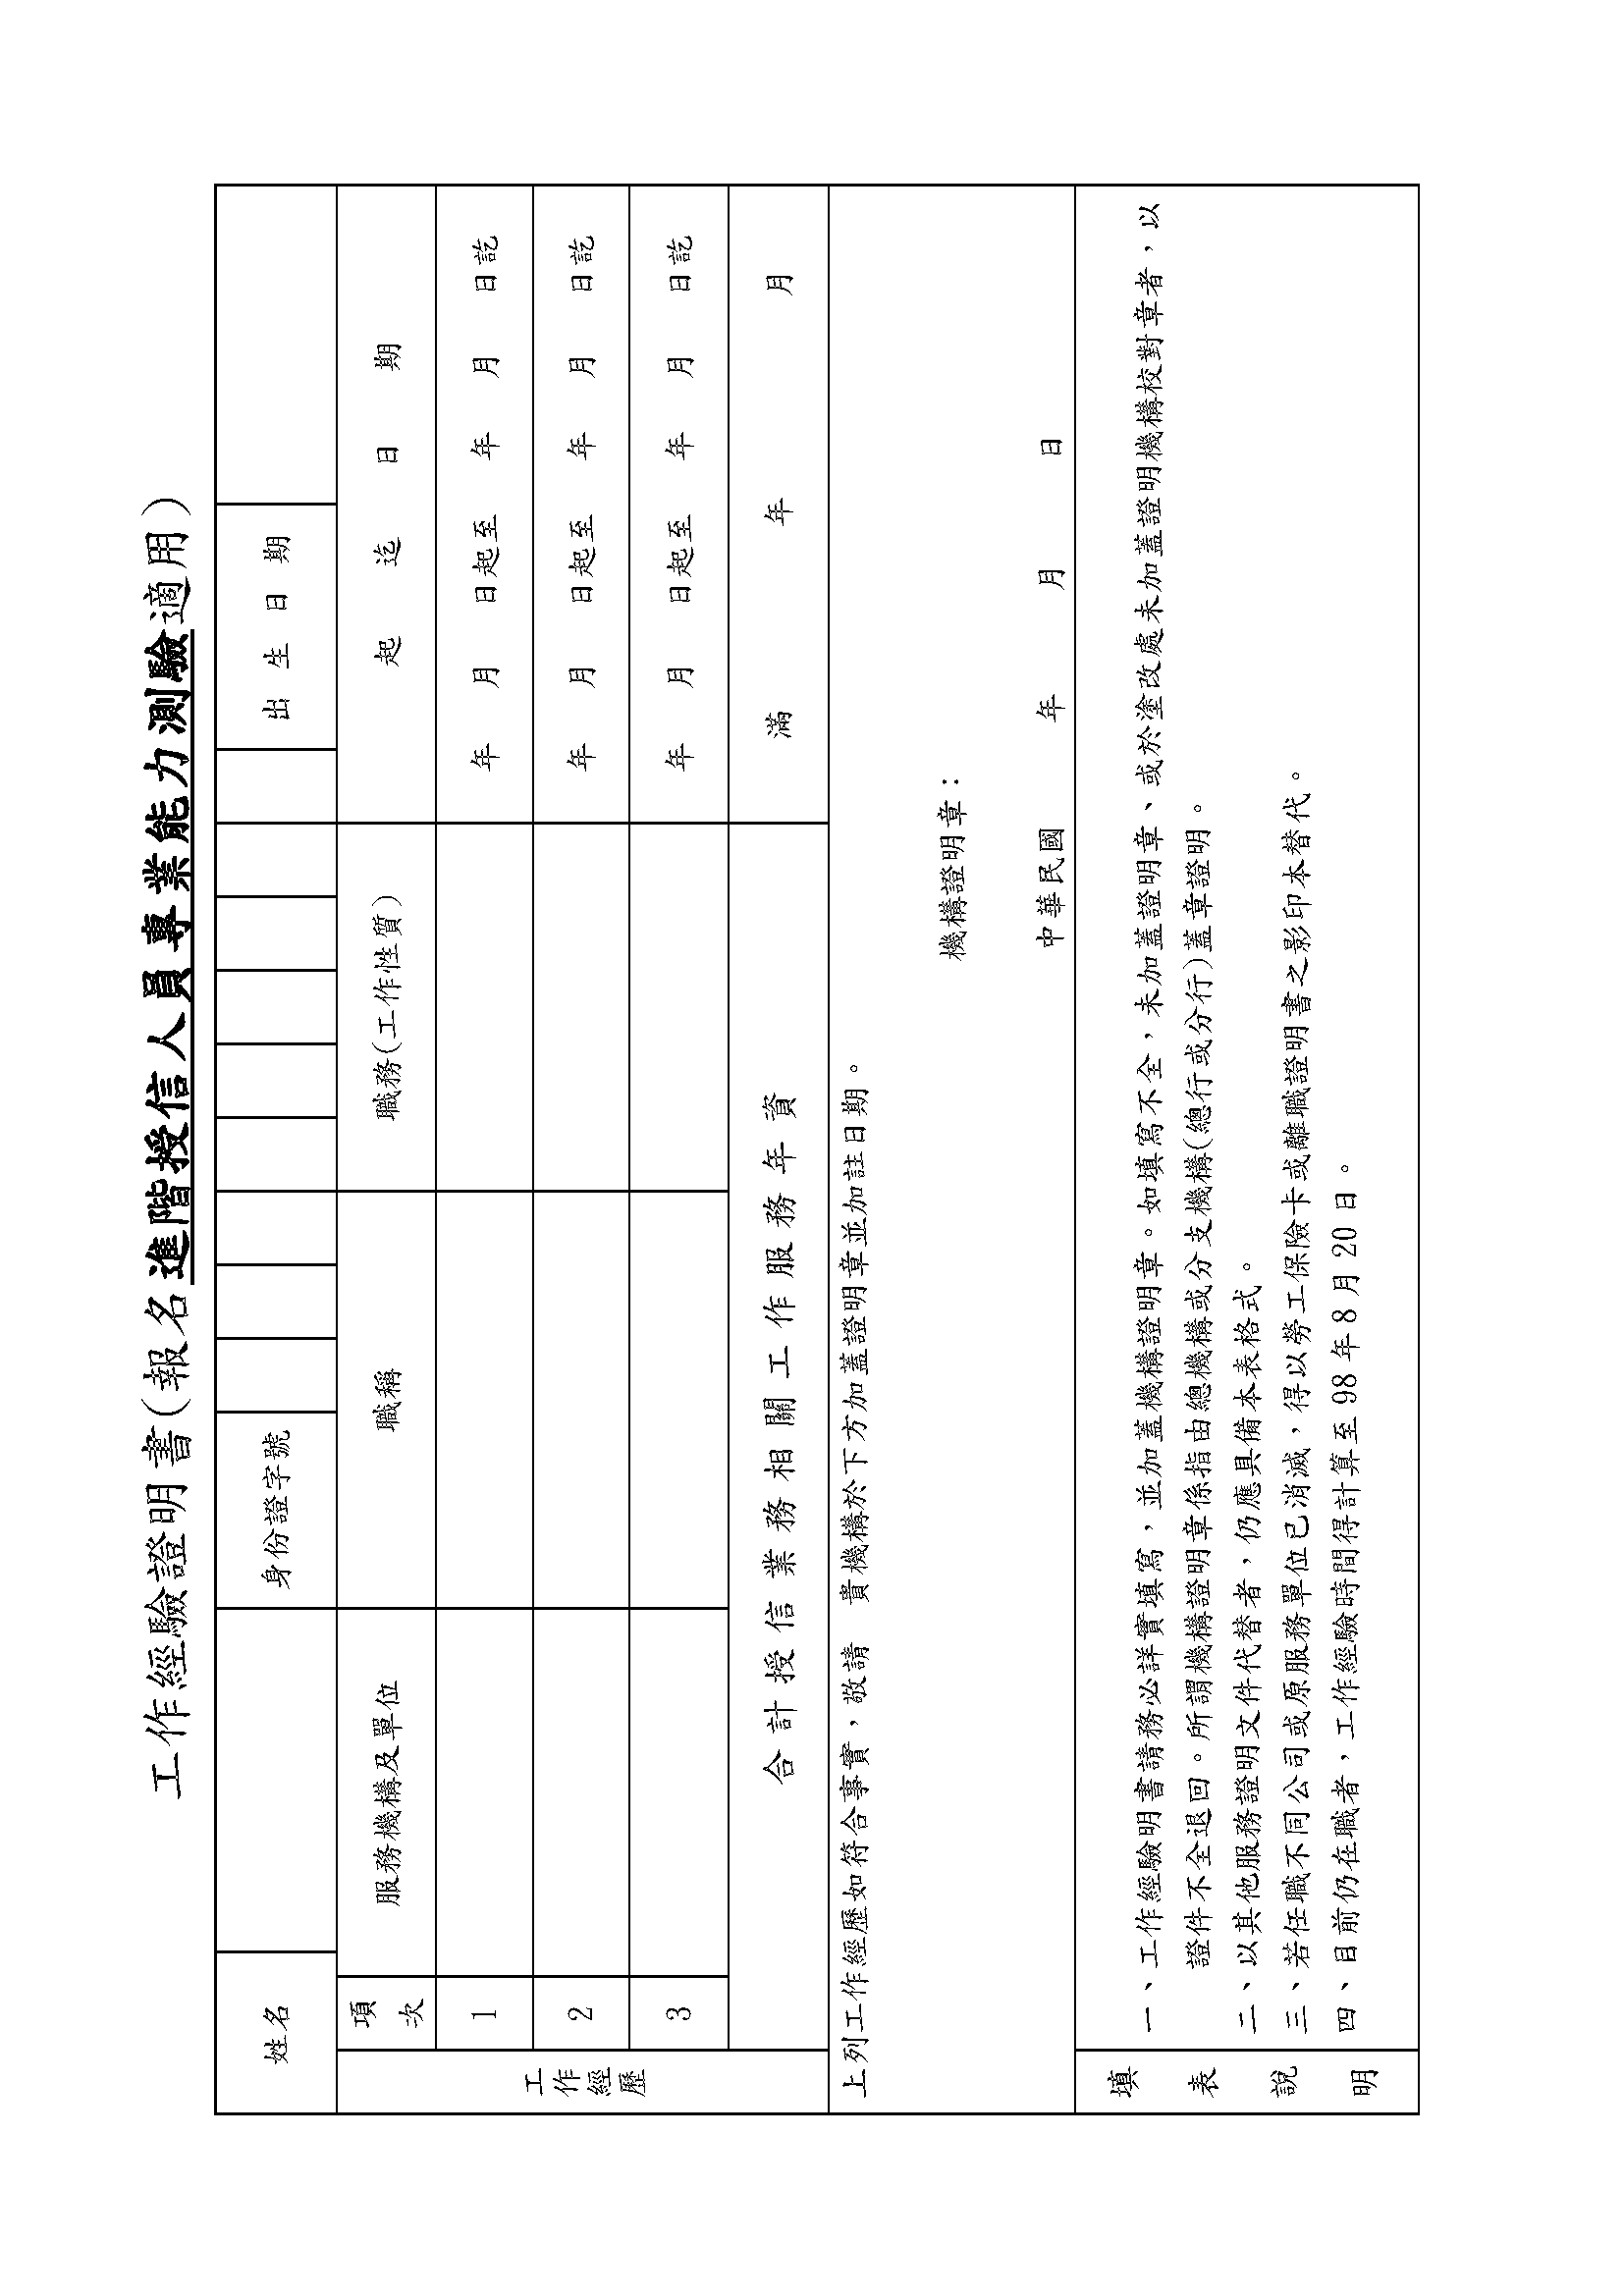 工作經驗證明書(報名進階授信人員專業能力測驗適用)
姓名 身份證字號 出生日期
工作經歷
項次 服務機構及單位 職稱 職務(工作性質) 起迄日期
1 年 月 日起至 年 月 日訖
2 年 月 日起至 年 月 日訖
3 年 月 日起至 年 月 日訖
合計授信業務相關工作服務年資 滿 年 月
上列工作經歷如符合事實，敬請 貴機構於下方加蓋證明章並加註日期。
機構證明章：
中華民國 年 月 日
填表說明
一、工作經驗明書請務必詳實填寫，並加蓋機構證明章。如填寫不全，未加蓋證明章、或於塗改處未加蓋證明機構校對章者，以
證件不全退回。所謂機構證明章係指由總機構或分支機構(總行或分行)蓋章證明。
二、以其他服務證明文件代替者，仍應具備本表格式。
三、若任職不同公司或原服務單位已消滅，得以勞工保險卡或離職證明書之影印本替代。
四、目前仍在職者，工作經驗時間得計算至98年8月20日。